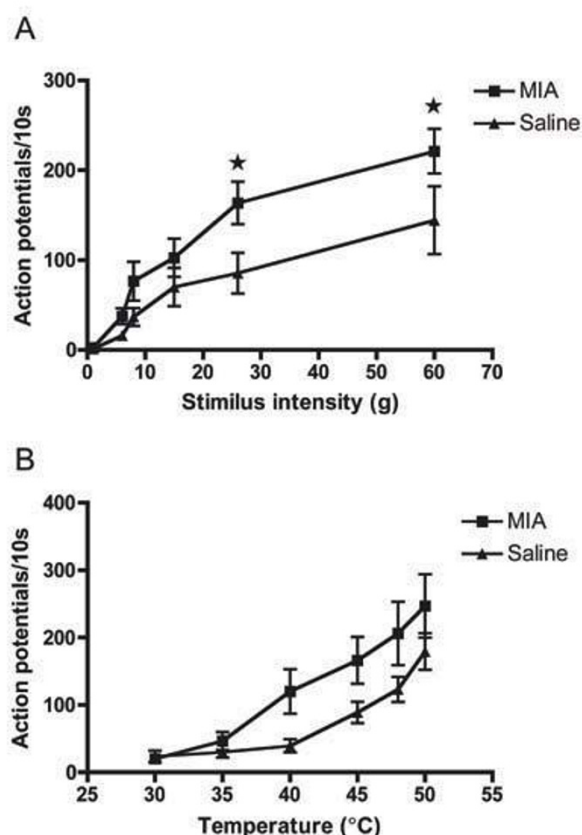 A
Action potentials/10s
300
200
100
0
0 10 20 30 40 50 60 70
Stimilus intensity (g)
MIA
Saline
B
Action potentials/10s
400
300
200
100
0
25 30 35 40 45 50 55
Temperature (°C)
MIA
Saline